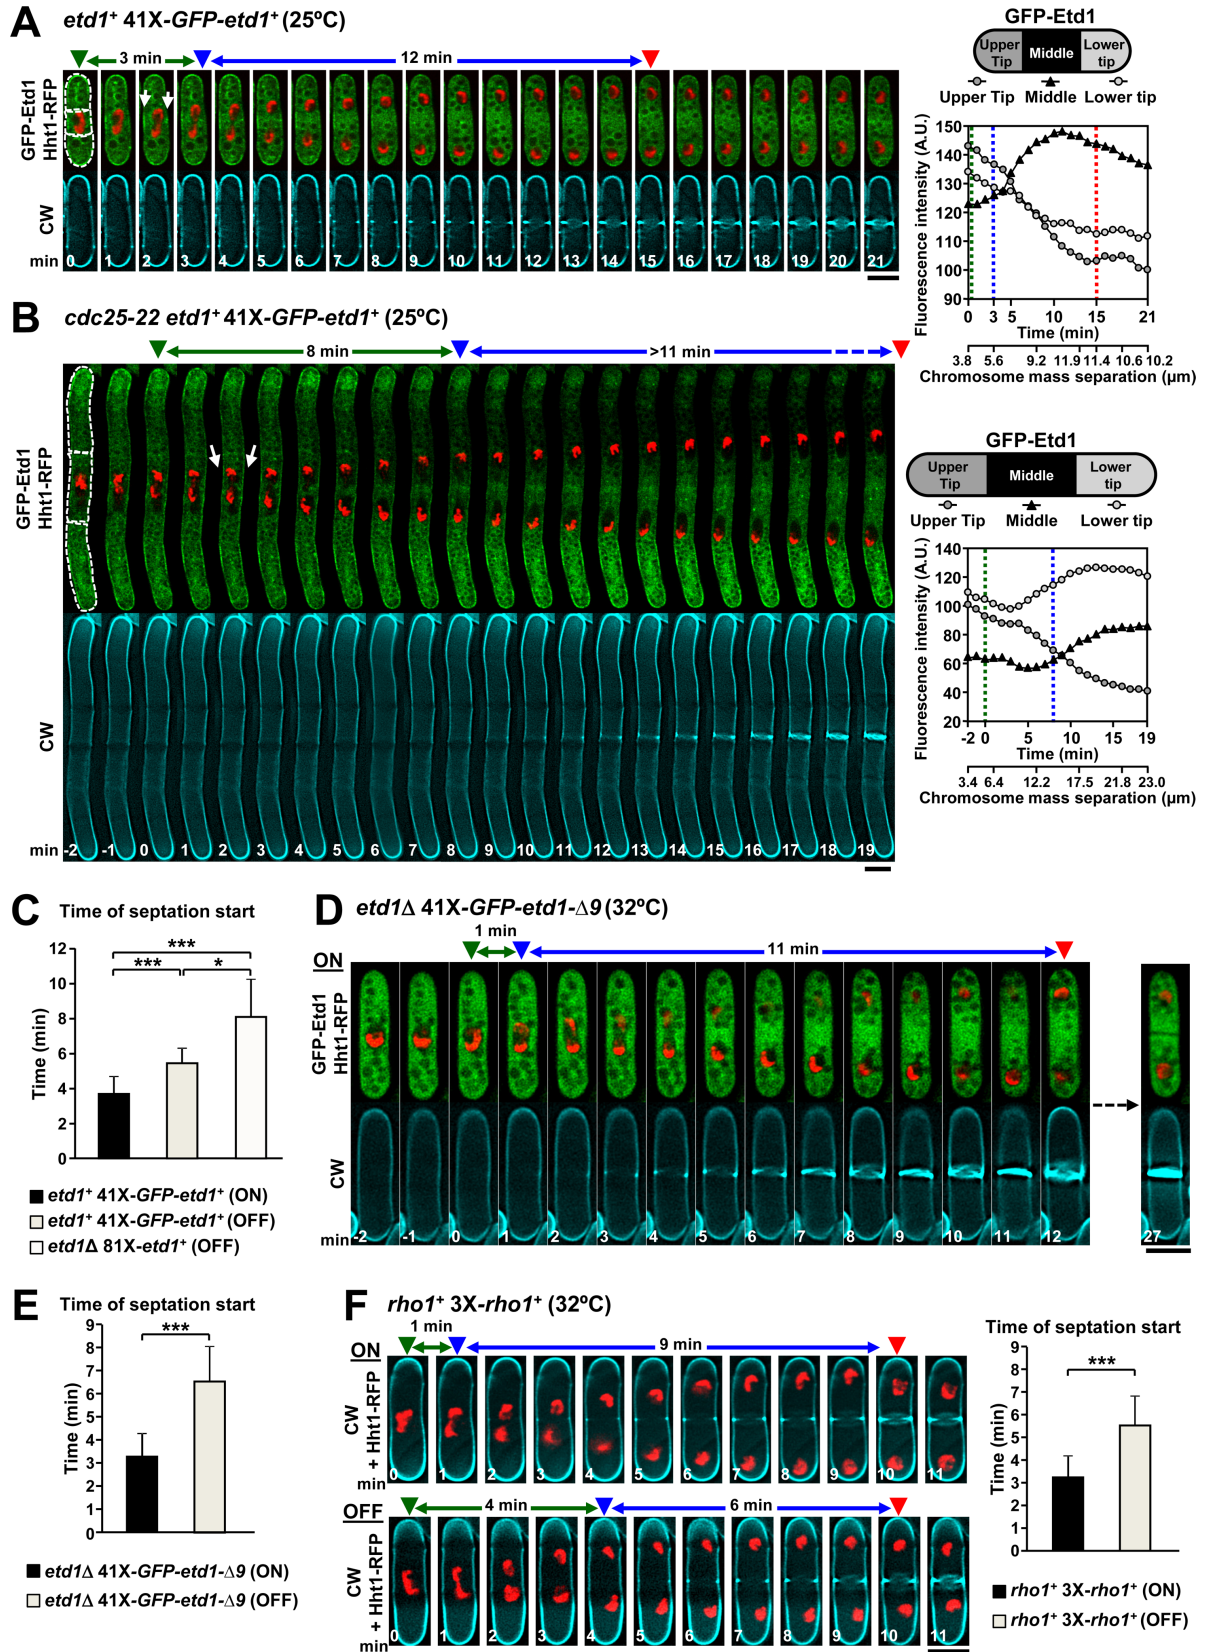 A
etd1+ 41X-GFP-etd1+ (25ºC)
3 min
12 min
GFP-Etd1
Hht1-RFP
CW
min 0 1 2 3 4 5 6 7 8 9 10 11 12 13 14 15 16 17 18 19 20 21
GFP-Etd1
Upper Tip
Middle
Lower tip
Upper Tip Middle Lower tip
Fluorescence intensity (A.U.)
150
140
130
120
110
100
90
0 3 5 10 15 21
Time (min)
3.8 5.6 9.2 11.9 11.4 10.6 10.2
Chromosome mass separation (µm)
B
cdc25-22 etd1+ 41X-GFP-etd1+ (25ºC)
8 min
>11 min
GFP-Etd1
Hht1-RFP
CW
min -2 -1 0 1 2 3 4 5 6 7 8 9 10 11 12 13 14 15 16 17 18 19
GFP-Etd1
Upper Tip
Middle
Lower tip
Upper Tip Middle Lower tip
Fluorescence intensity (A.U.)
140
120
100
80
60
40
20
-2 0 5 10 15 19
Time (min)
3.4 6.4 12.2 17.5 21.8 23.0
Chromosome mass separation (µm)
C
Time of septation start
***
***
*
Time (min)
12
10
8
6
4
2
0
etd1+ 41X-GFP-etd1+ (ON)
etd1+ 41X-GFP-etd1+ (OFF)
etd1Δ 81X-etd1+ (OFF)
D
etd1Δ 41X-GFP-etd1-Δ9 (32ºC)
1 min
11 min
ON
GFP-Etd1
Hht1-RFP
CW
min -2 -1 0 1 2 3 4 5 6 7 8 9 10 11 12 27
E
Time of septation start
***
Time (min)
9
8
7
6
5
4
3
2
1
0
etd1Δ 41X-GFP-etd1-Δ9 (ON)
etd1Δ 41X-GFP-etd1-Δ9 (OFF)
F
rho1+ 3X-rho1+ (32ºC)
1 min
9 min
ON
CW
+ Hht1-RFP
min 0 1 2 3 4 5 6 7 8 9 10 11
OFF
4 min
6 min
CW
+ Hht1-RFP
min 0 1 2 3 4 5 6 7 8 9 10 11
Time of septation start
***
Time (min)
9
8
7
6
5
4
3
2
1
0
rho1+ 3X-rho1+ (ON)
rho1+ 3X-rho1+ (OFF)